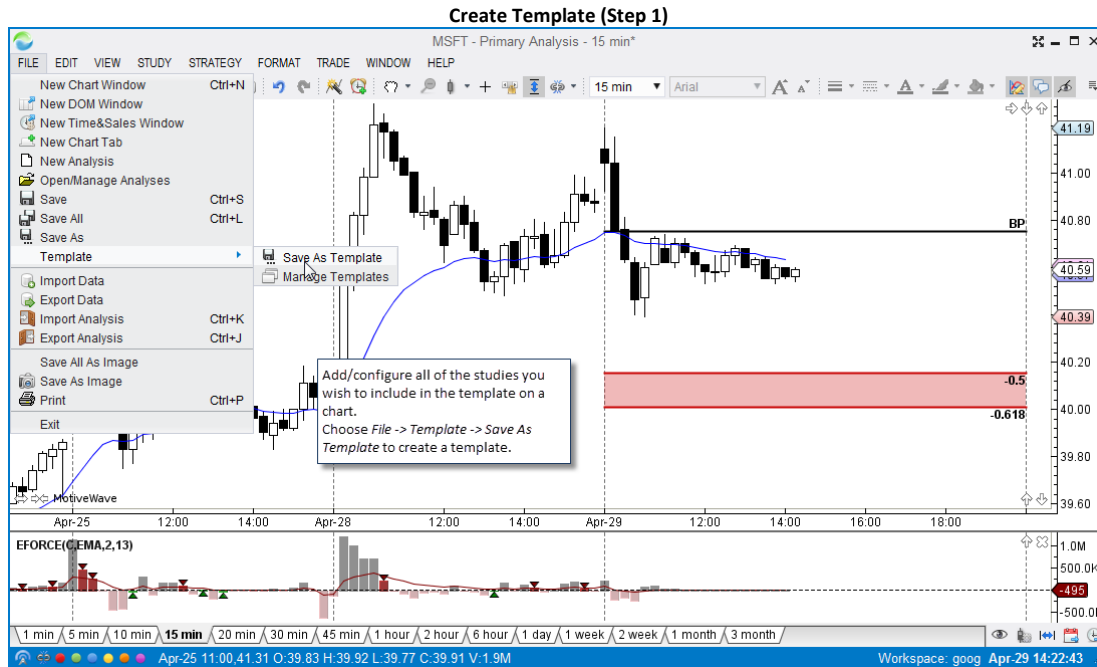 Create Template (Step 1)
MSFT - Primary Analysis - 15 min*
FILE EDIT VIEW STUDY STRATEGY FORMAT TRADE WINDOW HELP
New Chart Window Ctrl+N
15 min Arial
New DOM Window
New Time&Sales Window
New Chart Tab
41.19
New Analysis
41.00
Open/Manage Analyses
Save Ctrl+S
Save All Ctrl+L
40.80
BP
Save As
Template
Save As Template
40.59
Manage Templates
Import Data
Export Data
Import Analysis Ctrl+K
40.39
Export Analysis Ctrl+J
Save All As Image
40.20
Save As Image
-0.5
Print Ctrl+P
40.00
-0.618
Exit
Add/configure all of the studies you
wish to include in the template on a
chart.
Choose File -> Template -> Save As
Template to create a template.
39.80
MotiveWave
39.60
Apr-25 12:00 14:00 Apr-28 12:00 14:00 Apr-29 12:00 14:00 16:00 18:00
EFORCE(C,EMA,2,13)
1.0M
500.0K
-495
-500.0
1 min 5 min 10 min 15 min 20 min 30 min 45 min 1 hour 2 hour 6 hour 1 day 1 week 2 week 1 month 3 month
Apr-25 11:00,41.31 O:39.83 H:39.92 L:39.77 C:39.91 V:1.9M Workspace: goog Apr-29 14:22:43